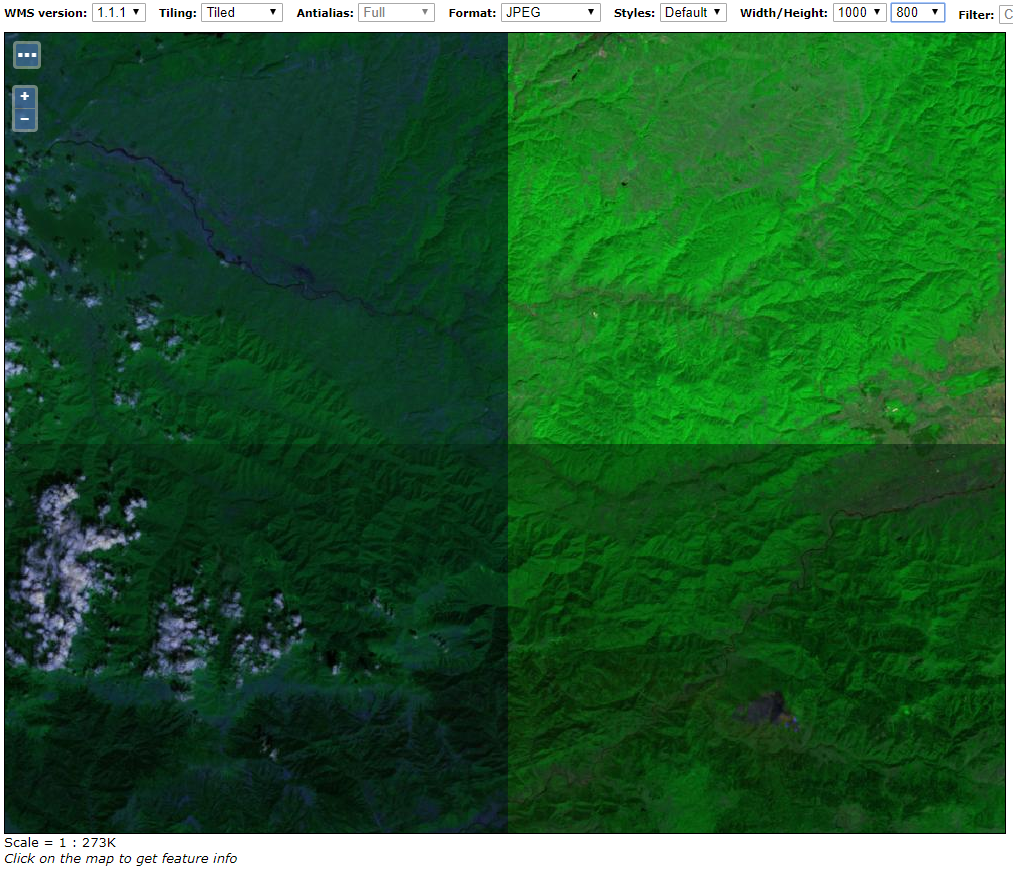 WMS version: 1.1.1 Tiling: Tiled Antialias: Full Format: JPEG Styles: Default Width/Height: 1000 800 Filter: C
...
+
−
Scale = 1 : 273K
Click on the map to get feature info